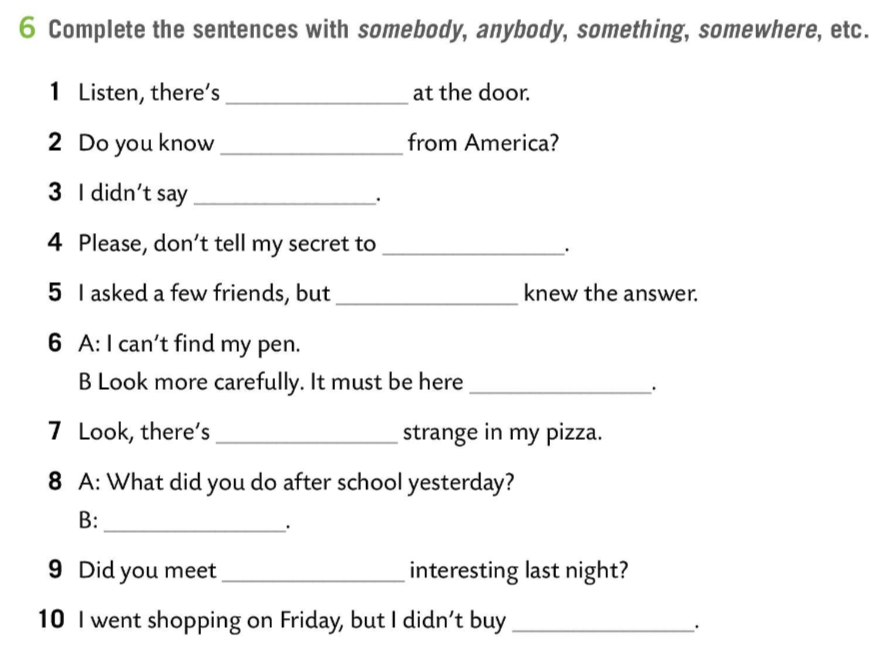 6 Complete the sentences with somebody, anybody, something, somewhere, etc.
1 Listen, there's ______________ at the door.
2 Do you know ______________ from America?
3 I didn't say ______________.
4 Please, don't tell my secret to ______________.
5 I asked a few friends, but ______________ knew the answer.
6 A: I can't find my pen.
B Look more carefully. It must be here ______________.
7 Look, there's ______________ strange in my pizza.
8 A: What did you do after school yesterday?
B: ______________.
9 Did you meet ______________ interesting last night?
10 I went shopping on Friday, but I didn't buy ______________.